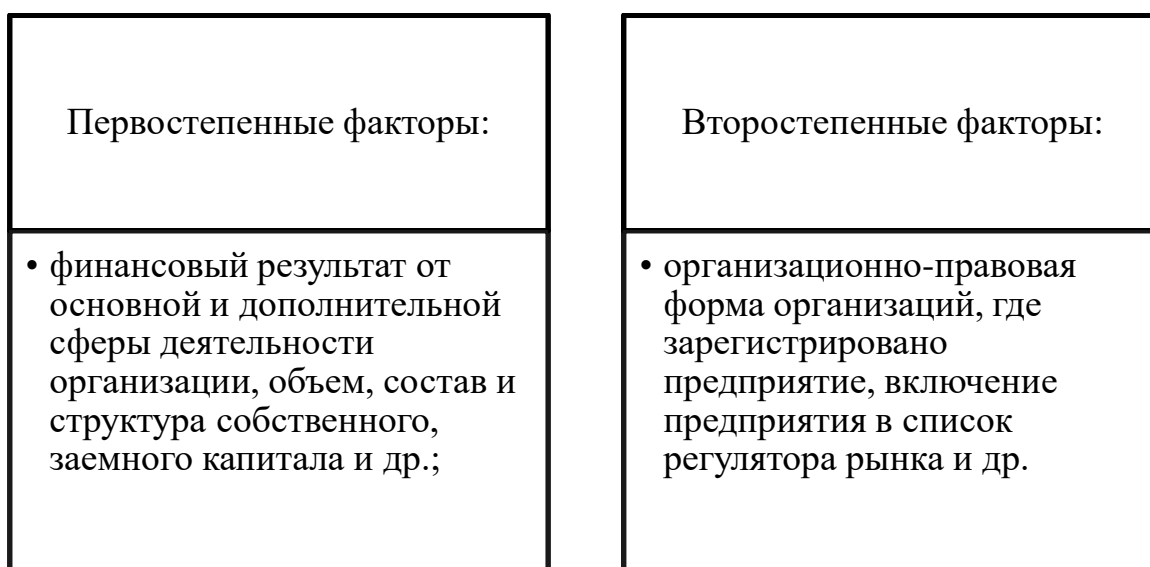 Первостепенные факторы:
• финансовый результат от
основной и дополнительной
сферы деятельности
организации, объем, состав и
структура собственного,
заемного капитала и др.;
Второстепенные факторы:
• организационно-правовая
форма организаций, где
зарегистрировано
предприятие, включение
предприятия в список
регулятора рынка и др.